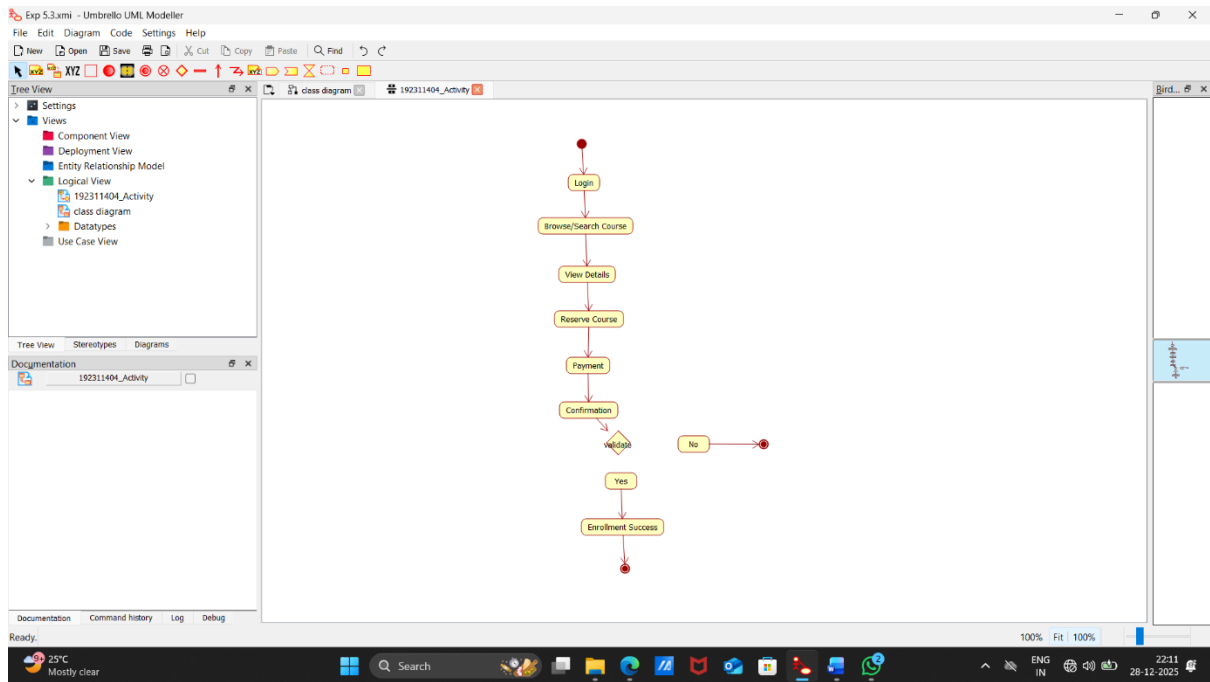 Exp 5.3.xmi - Umbrello UML Modeller
File Edit Diagram Code Settings Help
New Open Save Cut Copy Paste Find
XYZ XYZ XYZ
Tree View
class diagram 192311404_Activity
Bird...
Settings
Views
Component View
Deployment View
Entity Relationship Model
Logical View
192311404_Activity
class diagram
Datatypes
Use Case View
Tree View Stereotypes Diagrams
Documentation
192311404_Activity
Login
Browse/Search Course
View Details
Reserve Course
Payment
Confirmation
validate
No
Yes
Enrollment Success
Documentation Command history Log Debug
Ready.
100% Fit 100%
25°C
Mostly clear
Search
2
ENG
IN
22:11
28-12-2025